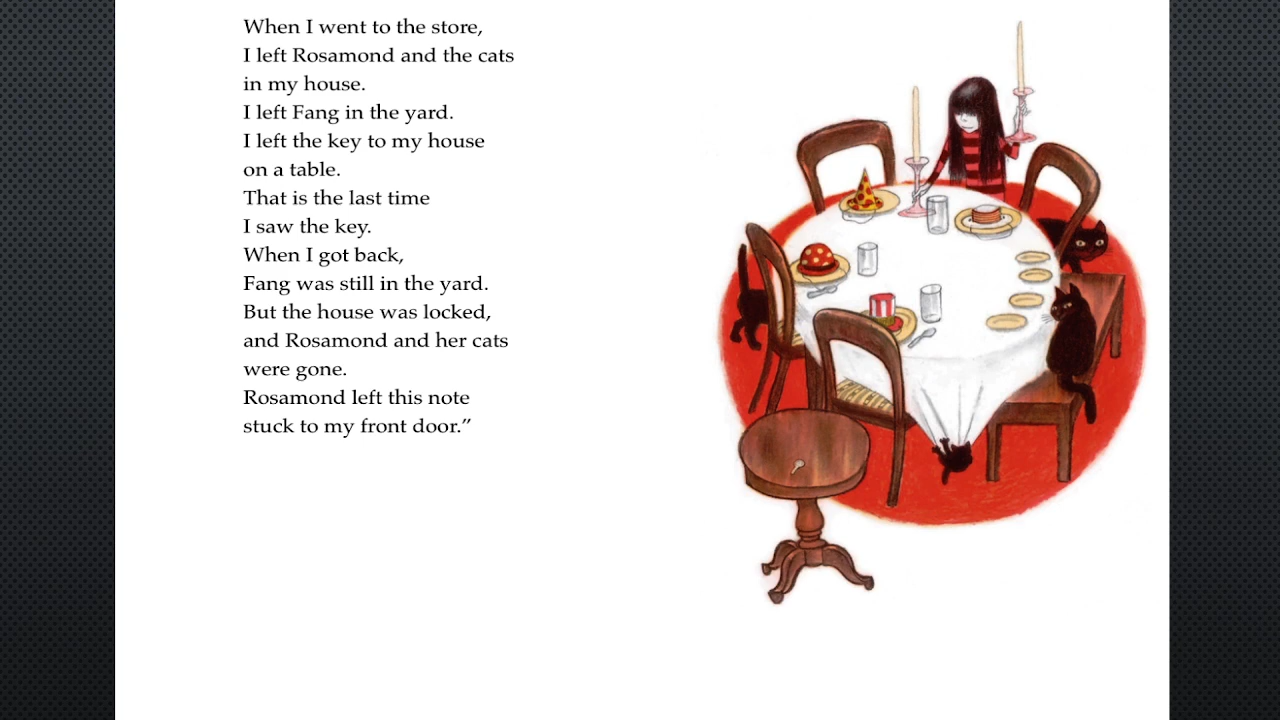 When I went to the store,
I left Rosamond and the cats
in my house.
I left Fang in the yard.
I left the key to my house
on a table.
That is the last time
I saw the key.
When I got back,
Fang was still in the yard.
But the house was locked,
and Rosamond and her cats
were gone.
Rosamond left this note
stuck to my front door.”